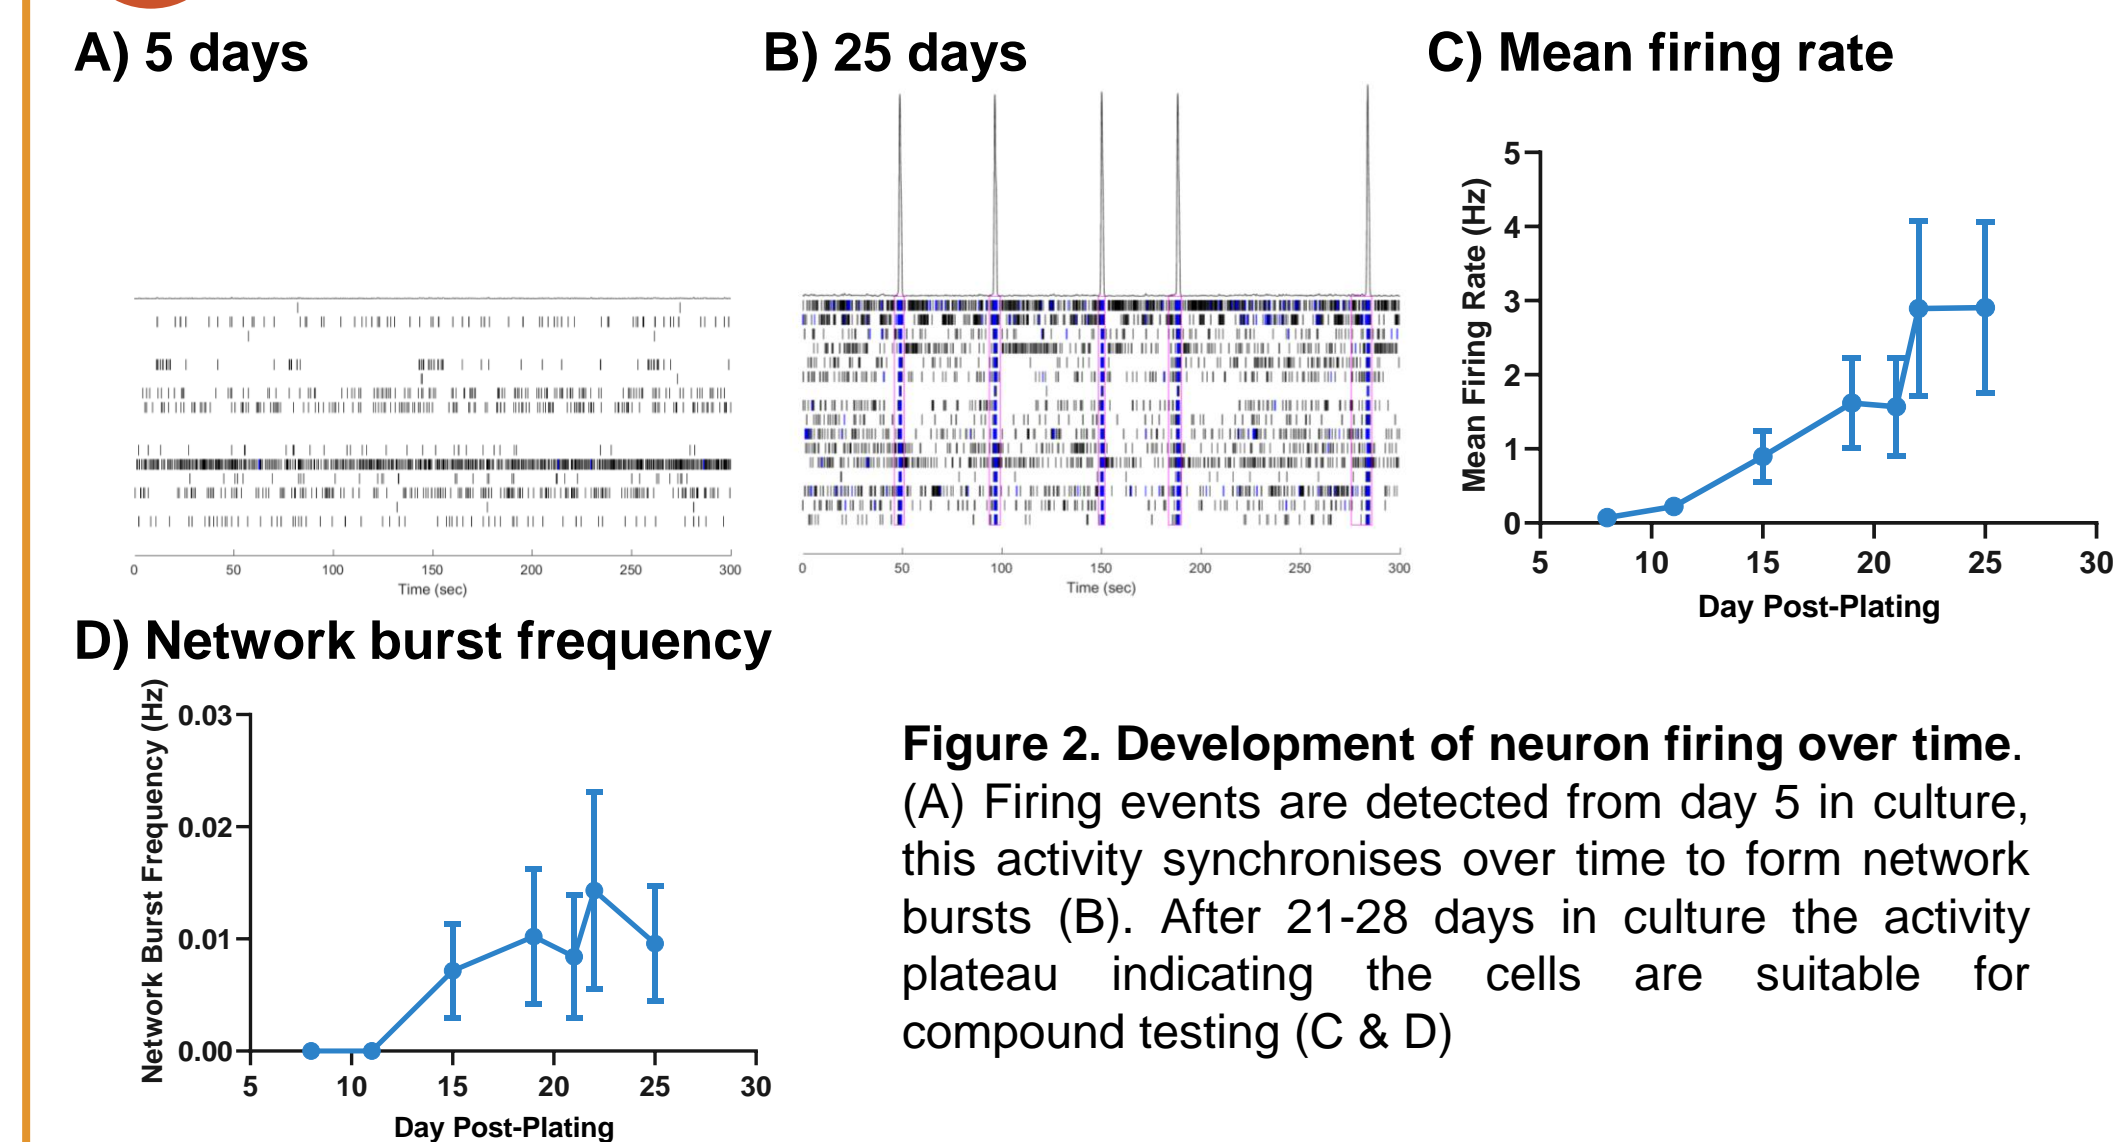 A) 5 days
0 50 100 150 200 250 300
Time (sec)
B) 25 days
0 50 100 150 200 250 300
Time (sec)
C) Mean firing rate
Mean Firing Rate (Hz)
5
4
3
2
1
0
5 10 15 20 25 30
Day Post-Plating
D) Network burst frequency
Network Burst Frequency (Hz)
0.03
0.02
0.01
0.00
5 10 15 20 25 30
Day Post-Plating
Figure 2. Development of neuron firing over time.
(A) Firing events are detected from day 5 in culture,
this activity synchronises over time to form network
bursts (B). After 21-28 days in culture the activity
plateau indicating the cells are suitable for
compound testing (C & D)